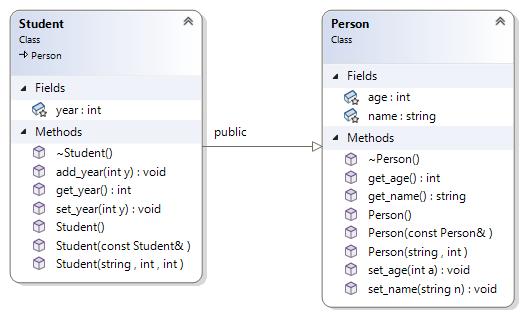 Student
Class
→ Person
Fields
year : int
Methods
~Student()
add_year(int y) : void
get_year() : int
set_year(int y) : void
Student()
Student(const Student& )
Student(string , int , int )
public
Person
Class
Fields
age : int
name : string
Methods
~Person()
get_age() : int
get_name() : string
Person()
Person(const Person& )
Person(string , int )
set_age(int a) : void
set_name(string n) : void